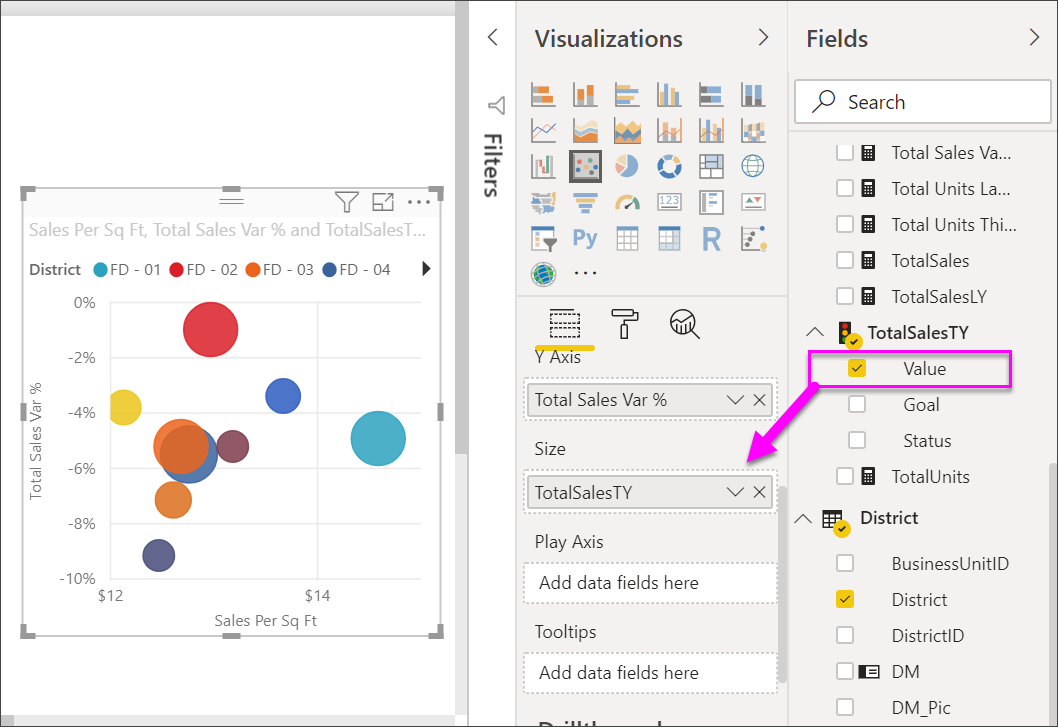 Sales Per Sq Ft, Total Sales Var % and TotalSalesT...
District FD - 01 FD - 02 FD - 03 FD - 04
0%
-2%
-4%
-6%
-8%
-10%
Total Sales Var %
$12 $14
Sales Per Sq Ft
Filters
Visualizations
123
Py
R
...
Y Axis
Total Sales Var %
Size
TotalSalesTY
Play Axis
Add data fields here
Tooltips
Add data fields here
Fields
Search
Total Sales Va...
Total Units La...
Total Units Thi...
TotalSales
TotalSalesLY
TotalSalesTY
Value
Goal
Status
TotalUnits
District
BusinessUnitID
District
DistrictID
DM
DM_Pic